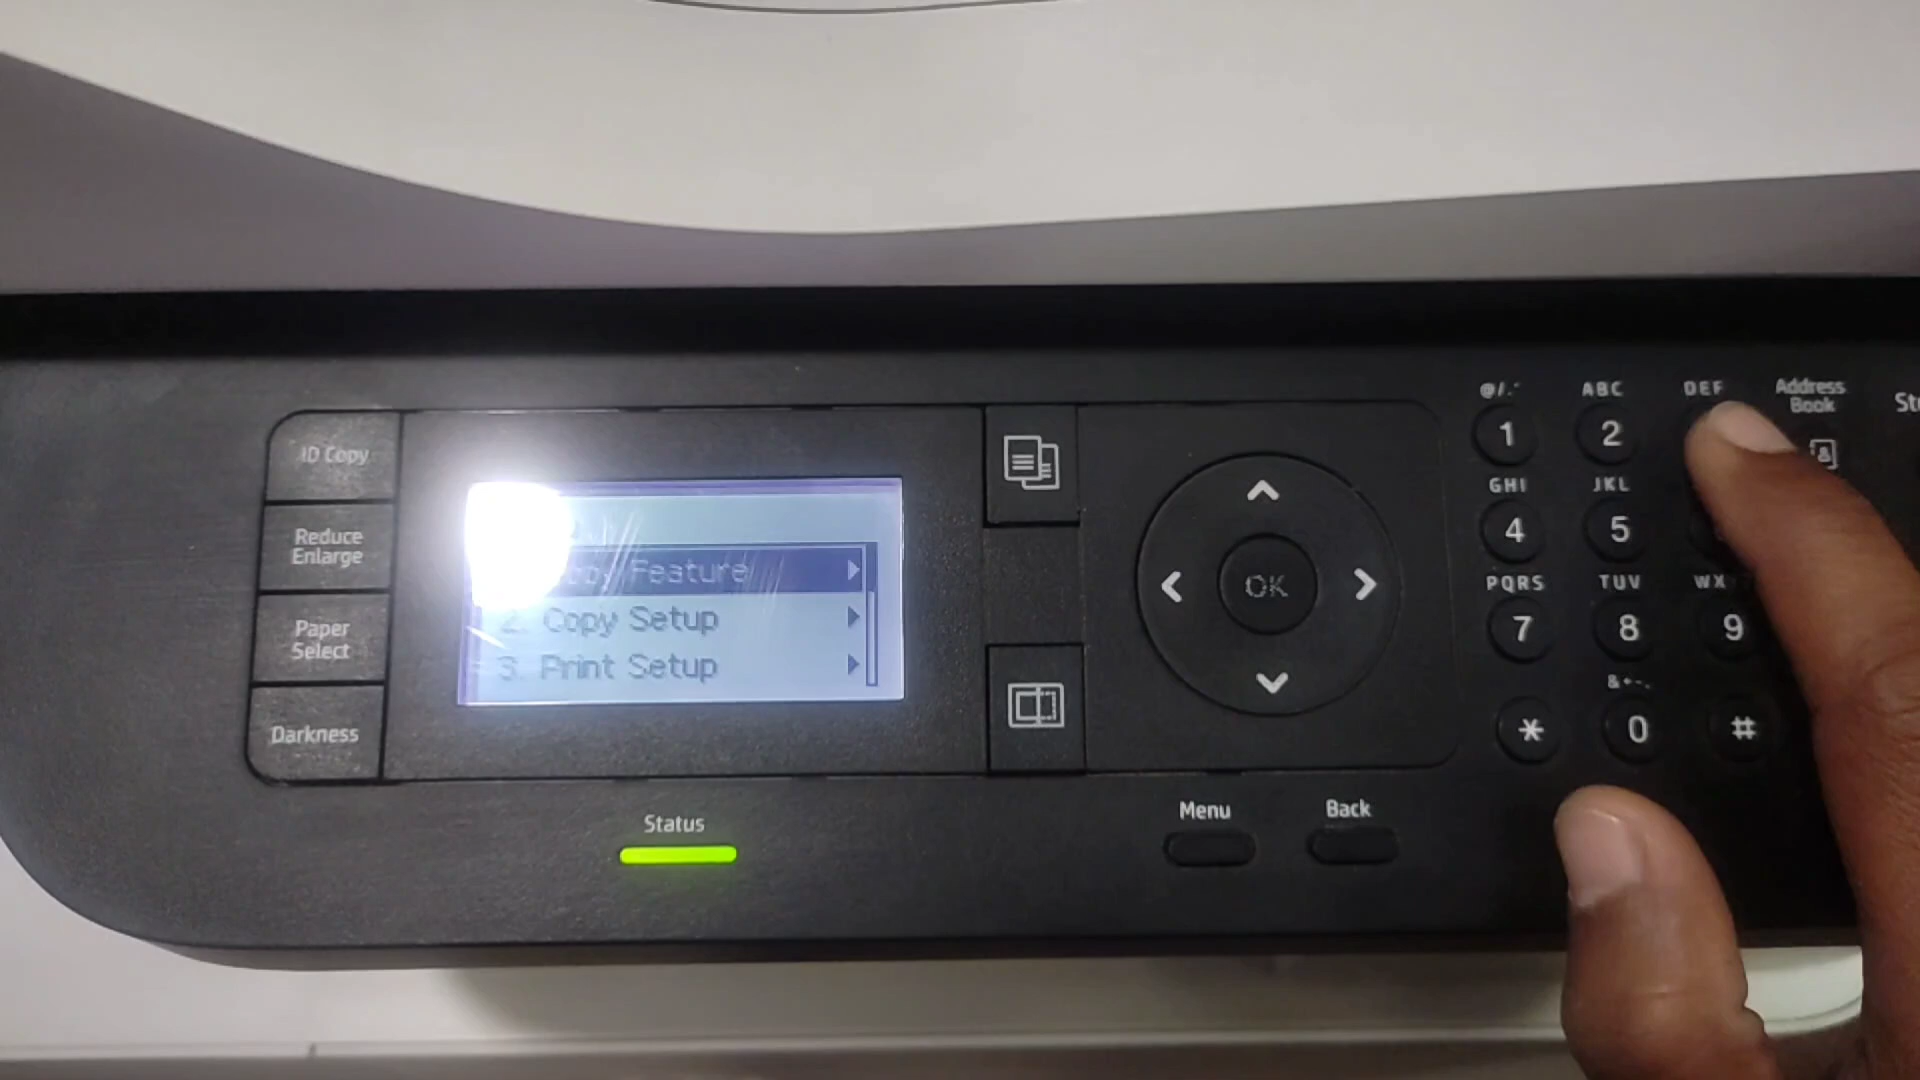 ID Copy
Reduce
Enlarge
Paper
Select
Darkness
Feature
2. Copy Setup
3. Print Setup
Status
OK
Menu
Back
@/.
1
ABC
2
DEF
Address
Book
GHI
4
JKL
5
PQRS
7
TUV
8
WX
9
*
&+-,
0
#